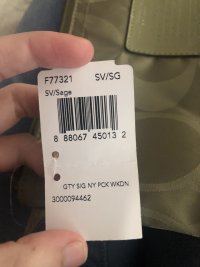 F77321 SV/SG
SV/Sage
8 88067 45013 2
GTY SIG NY PCK WKDN
3000094462